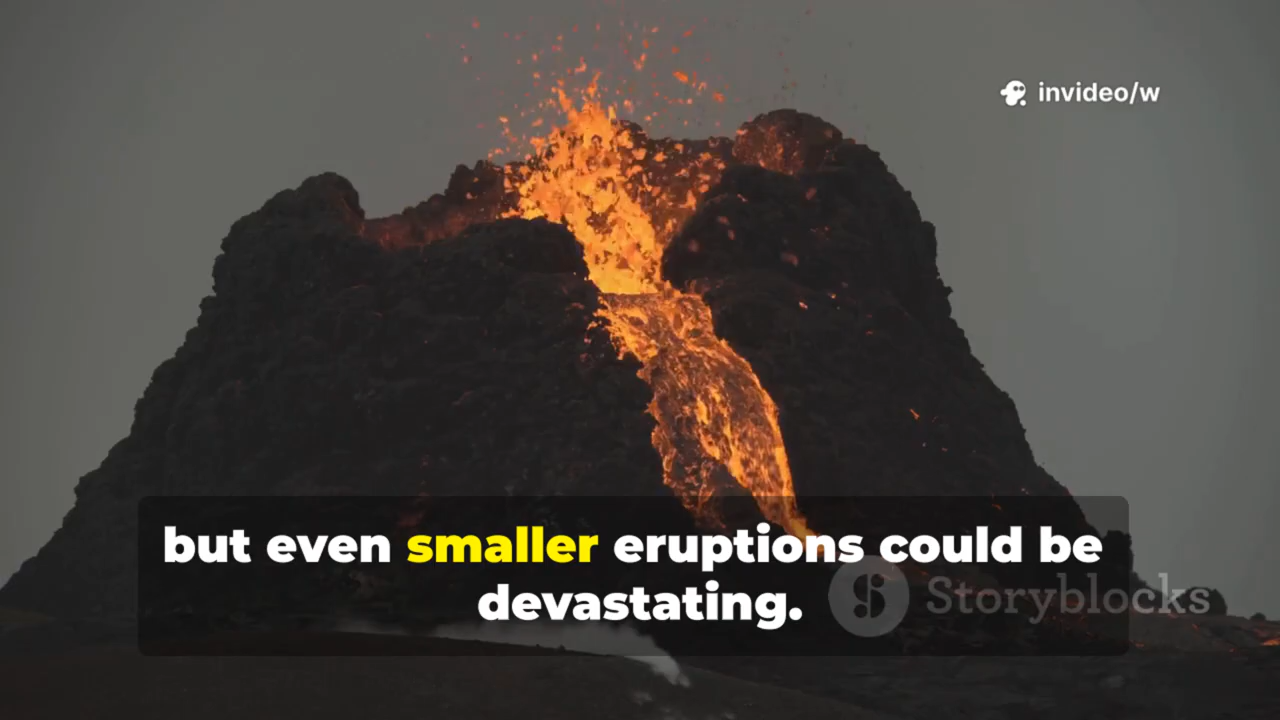 invideo/w
but even smaller eruptions could be
devastating.
Storyblocks